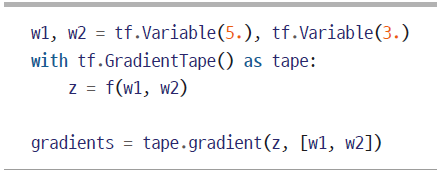 w1, w2 = tf.Variable(5.), tf.Variable(3.)
with tf.GradientTape() as tape:
    z = f(w1, w2)
gradients = tape.gradient(z, [w1, w2])